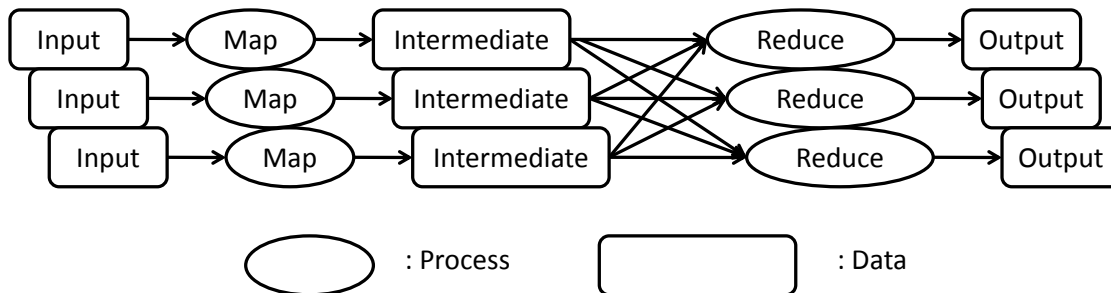 Input Map Intermediate Reduce Output
Input Map Intermediate Reduce Output
Input Map Intermediate Reduce Output
: Process : Data